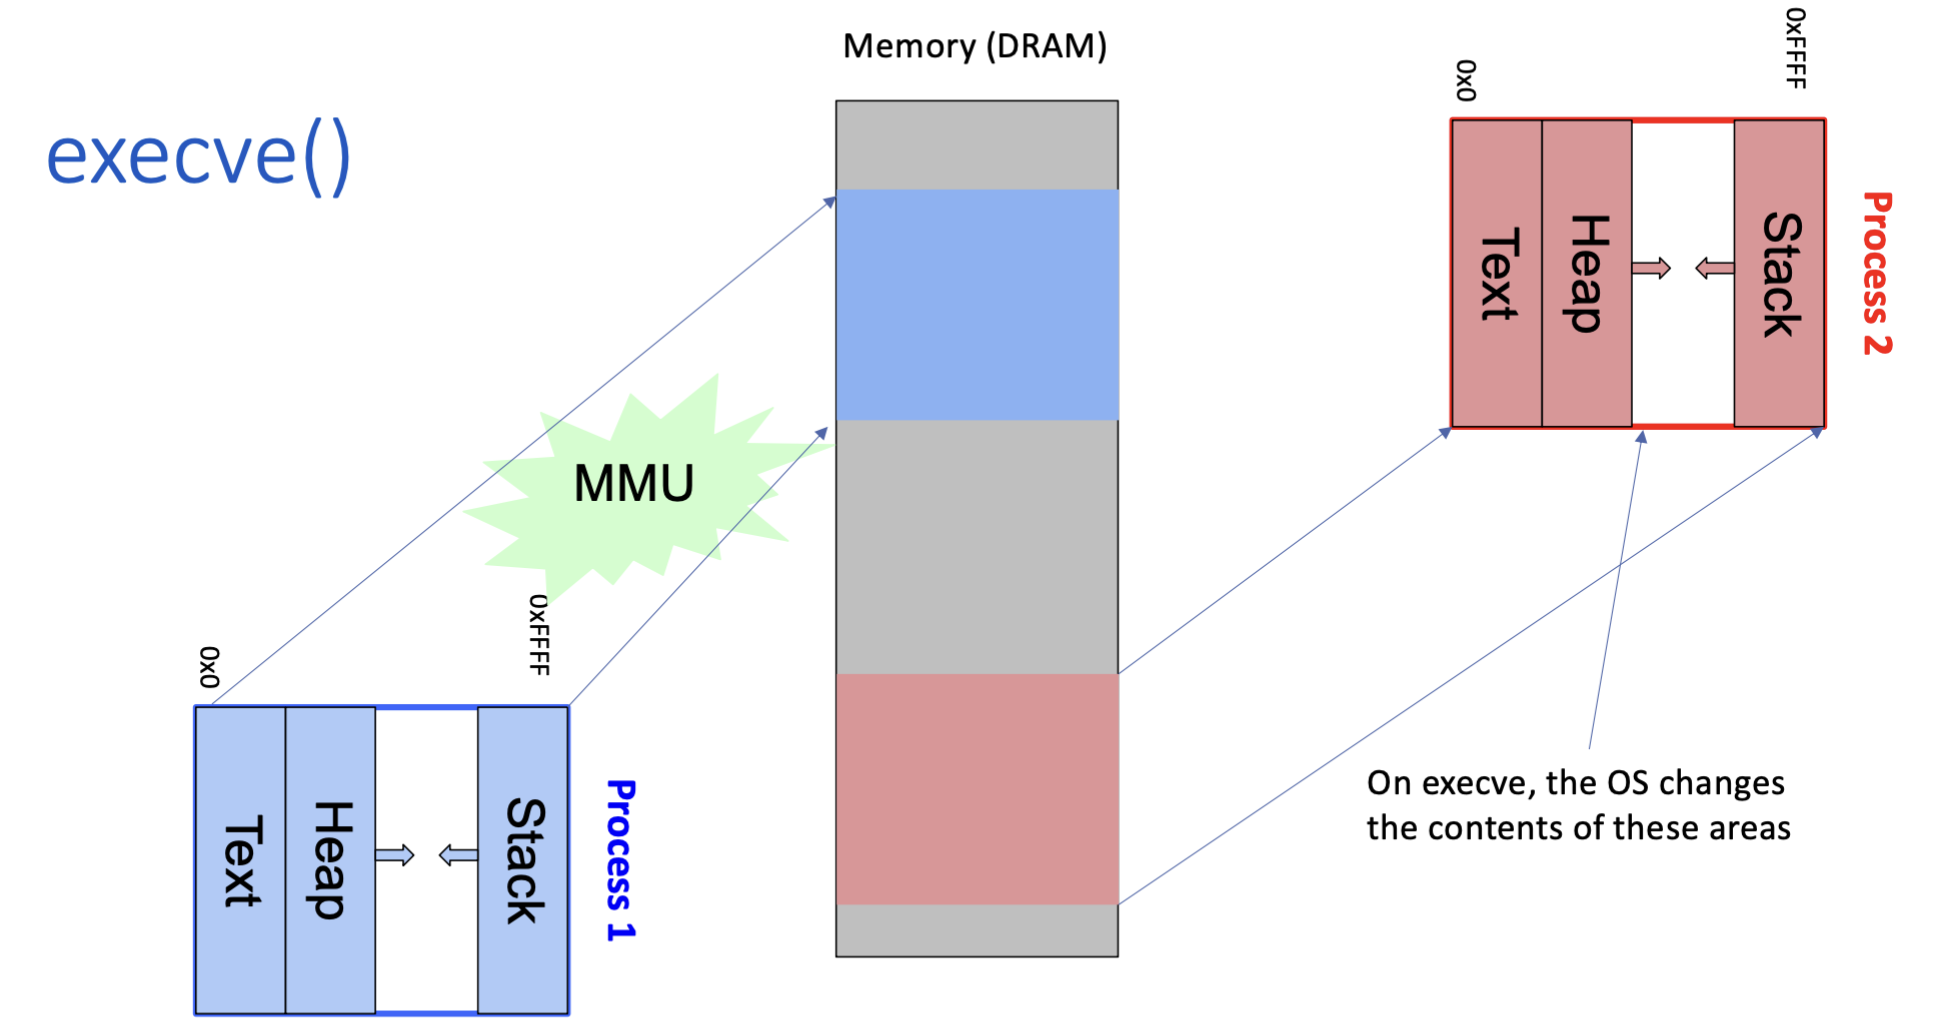 execve()
Memory (DRAM)
MMU
0x0
0xFFFF
Text
Heap
Stack
Process 1
0x0
0xFFFF
Text
Heap
Stack
Process 2
On execve, the OS changes
the contents of these areas